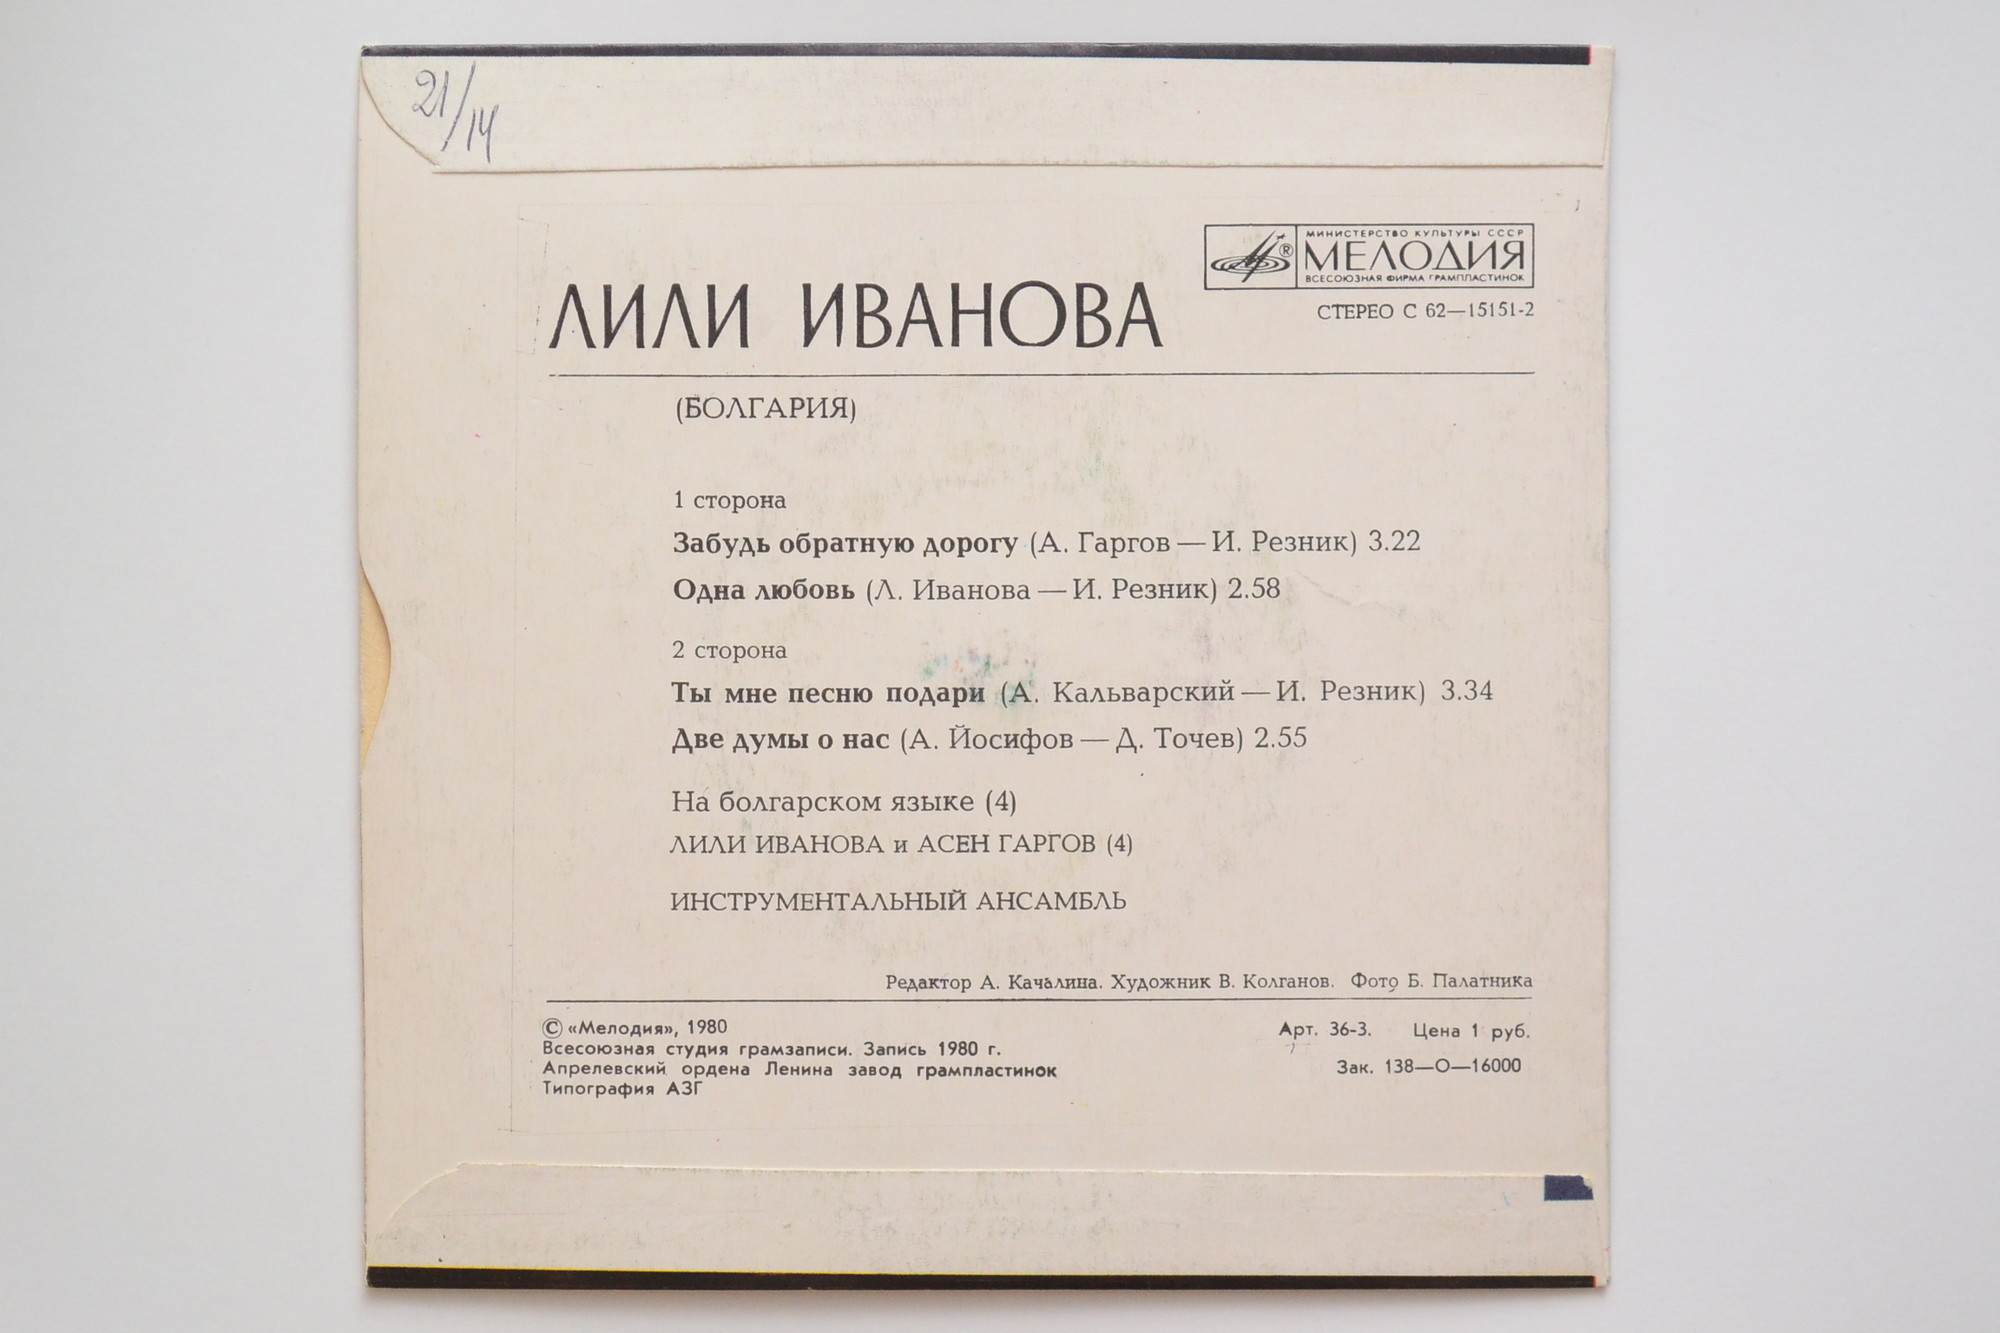 21/14
МИНИСТЕРСТВО КУЛЬТУРЫ СССР
МЕЛОДИЯ
ВСЕСОЮЗНАЯ ФИРМА ГРАМПЛАСТИНОК
®
СТЕРЕО С 62—15151-2
ЛИЛИ ИВАНОВА
(БОЛГАРИЯ)
1 сторона
Забудь обратную дорогу (А. Гаргов — И. Резник) 3.22
Одна любовь (Л. Иванова — И. Резник) 2.58
2 сторона
Ты мне песню подари (А. Кальварский — И. Резник) 3.34
Две думы о нас (А. Йосифов — Д. Точев) 2.55
На болгарском языке (4)
ЛИЛИ ИВАНОВА и АСЕН ГАРГОВ (4)
ИНСТРУМЕНТАЛЬНЫЙ АНСАМБЛЬ
Редактор А. Качалина. Художник В. Колганов. Фото Б. Палатника
© «Мелодия», 1980
Всесоюзная студия грамзаписи. Запись 1980 г.
Апрелевский ордена Ленина завод грампластинок
Типография АЗГ
Арт. 36-3. Цена 1 руб.
Зак. 138—О—16000